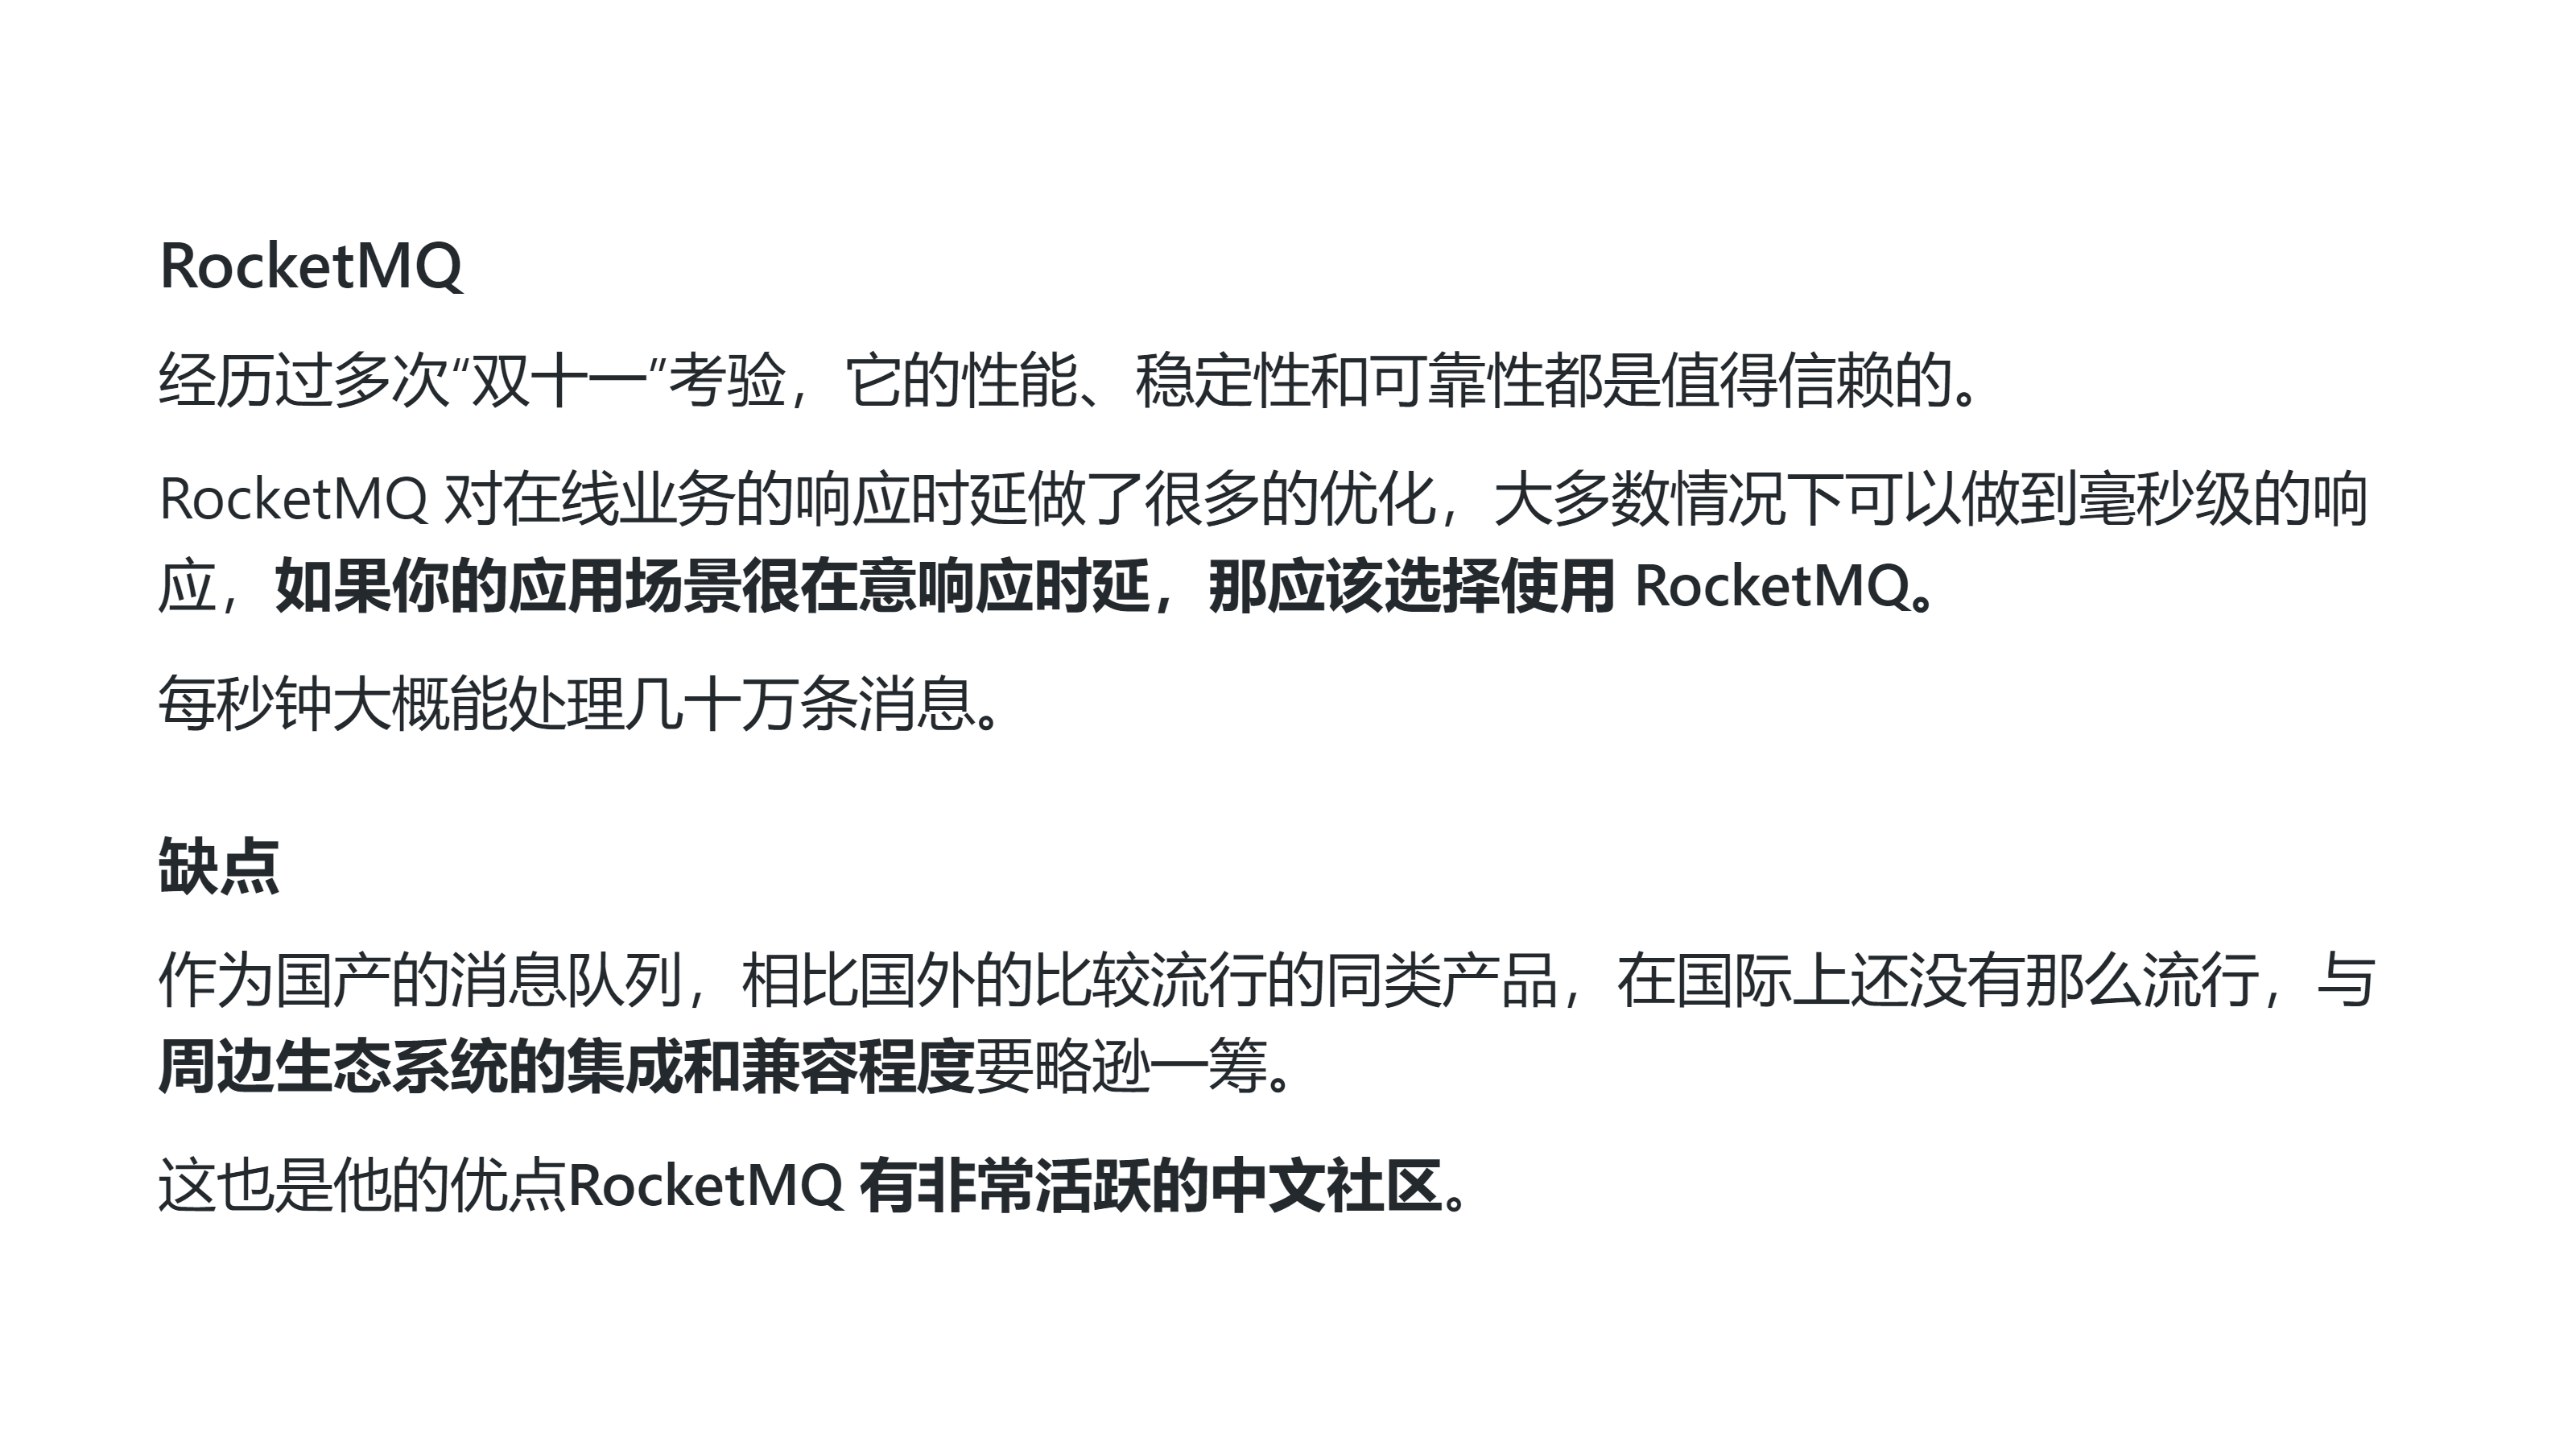 RocketMQ
经历过多次“双十一”考验，它的性能、稳定性和可靠性都是值得信赖的。
RocketMQ 对在线业务的响应时延做了很多的优化，大多数情况下可以做到毫秒级的响
应，如果你的应用场景很在意响应时延，那应该选择使用 RocketMQ。
每秒钟大概能处理几十万条消息。
缺点
作为国产的消息队列，相比国外的比较流行的同类产品，在国际上还没有那么流行，与
周边生态系统的集成和兼容程度要略逊一筹。
这也是他的优点RocketMQ 有非常活跃的中文社区。